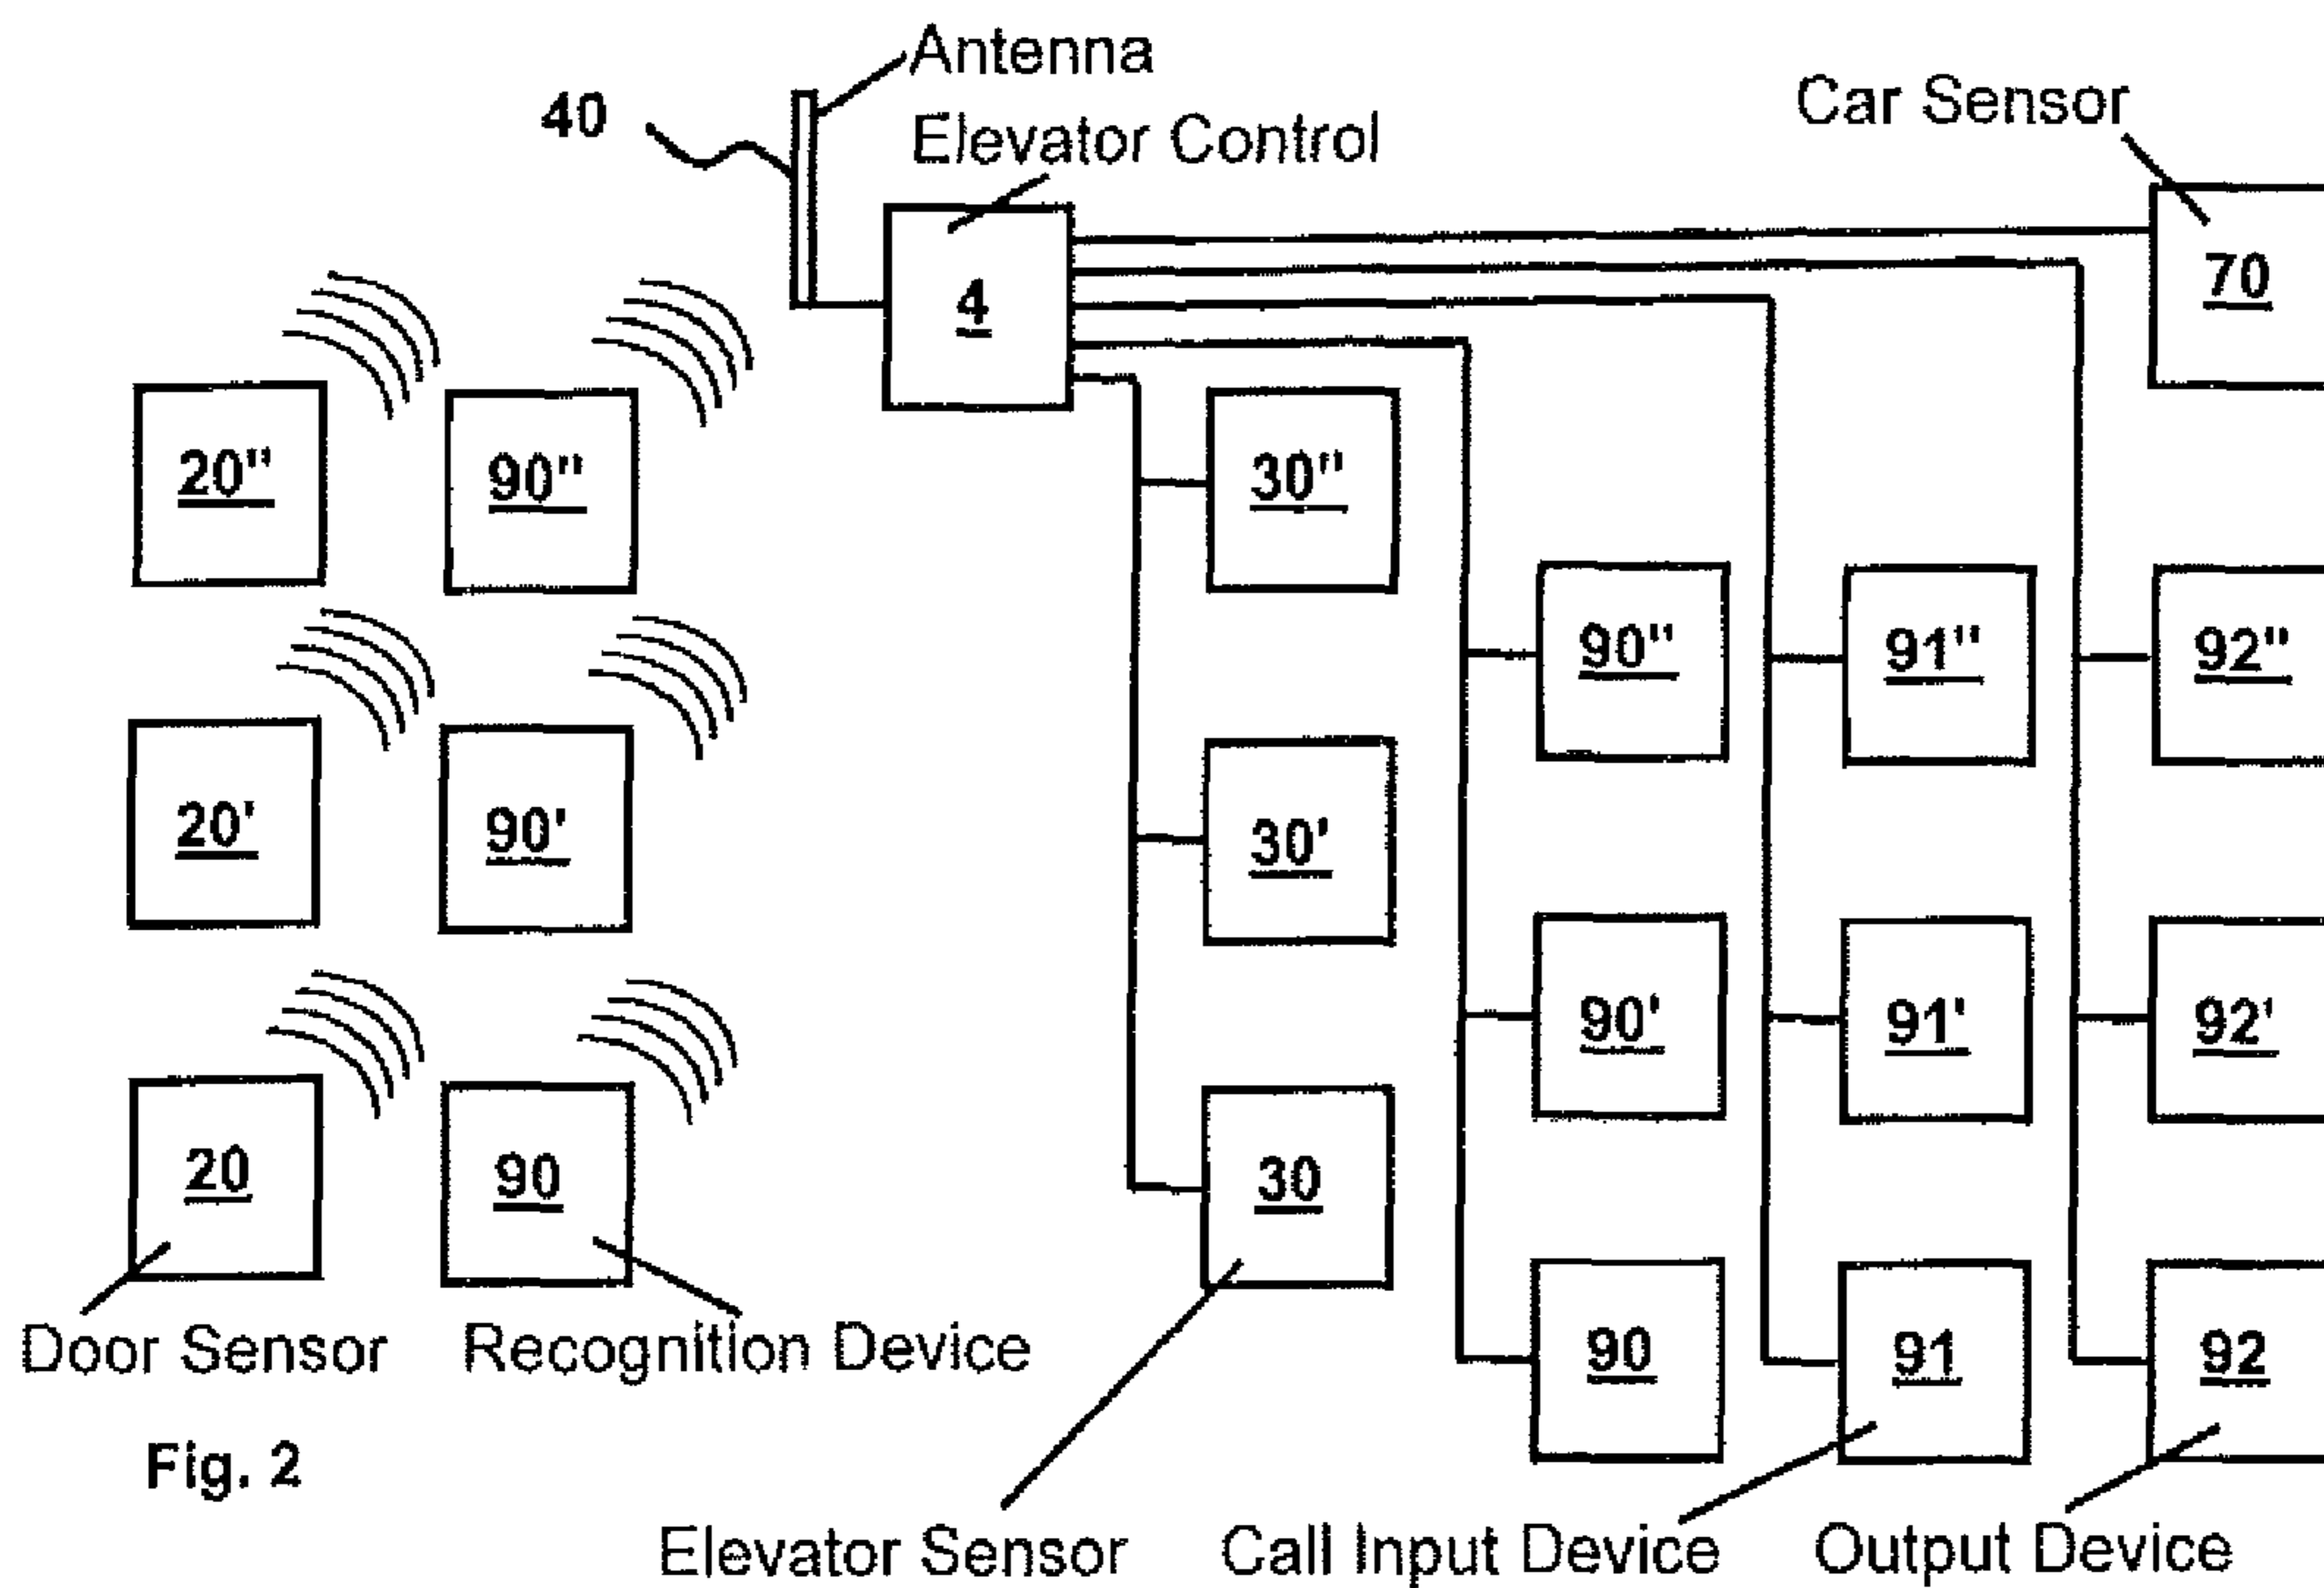 Antenna
40
Elevator Control
Car Sensor
4
70
20"
90"
30"
90"
91"
92"
20'
90'
30'
90'
91'
92'
20
90
30
90
91
92
Door Sensor
Recognition Device
Fig. 2
Elevator Sensor
Call Input Device
Output Device